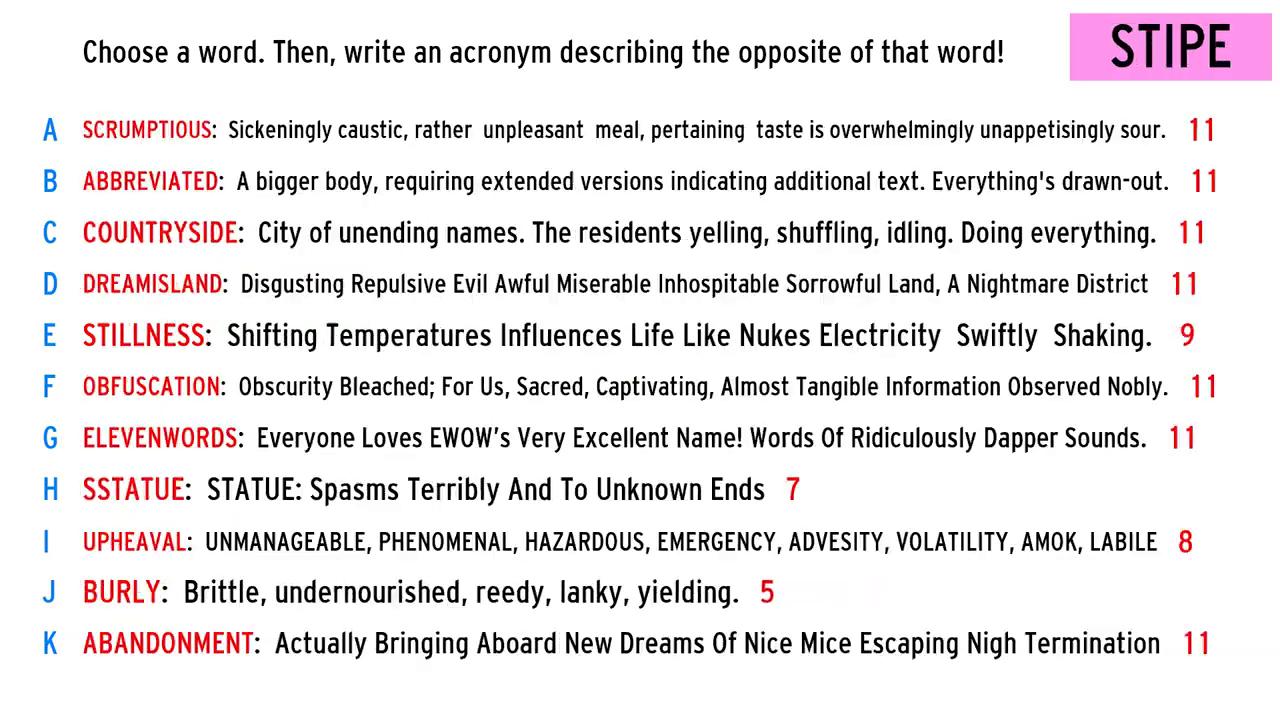 Choose a word. Then, write an acronym describing the opposite of that word!
STIPE
A SCRUMPTIOUS: Sickeningly caustic, rather unpleasant meal, pertaining taste is overwhelmingly unappetisingly sour. 11
B ABBREVIATED: A bigger body, requiring extended versions indicating additional text. Everything's drawn-out. 11
C COUNTRYSIDE: City of unending names. The residents yelling, shuffling, idling. Doing everything. 11
D DREAMISLAND: Disgusting Repulsive Evil Awful Miserable Inhospitable Sorrowful Land, A Nightmare District 11
E STILLNESS: Shifting Temperatures Influences Life Like Nukes Electricity Swiftly Shaking. 9
F OBFUSCATION: Obscurity Bleached; For Us, Sacred, Captivating, Almost Tangible Information Observed Nobly. 11
G ELEVENWORDS: Everyone Loves EWOW's Very Excellent Name! Words Of Ridiculously Dapper Sounds. 11
H SSTATUE: STATUE: Spasms Terribly And To Unknown Ends 7
I UPHEAVAL: UNMANAGEABLE, PHENOMENAL, HAZARDOUS, EMERGENCY, ADVESITY, VOLATILITY, AMOK, LABILE 8
J BURLY: Brittle, undernourished, reedy, lanky, yielding. 5
K ABANDONMENT: Actually Bringing Aboard New Dreams Of Nice Mice Escaping Nigh Termination 11